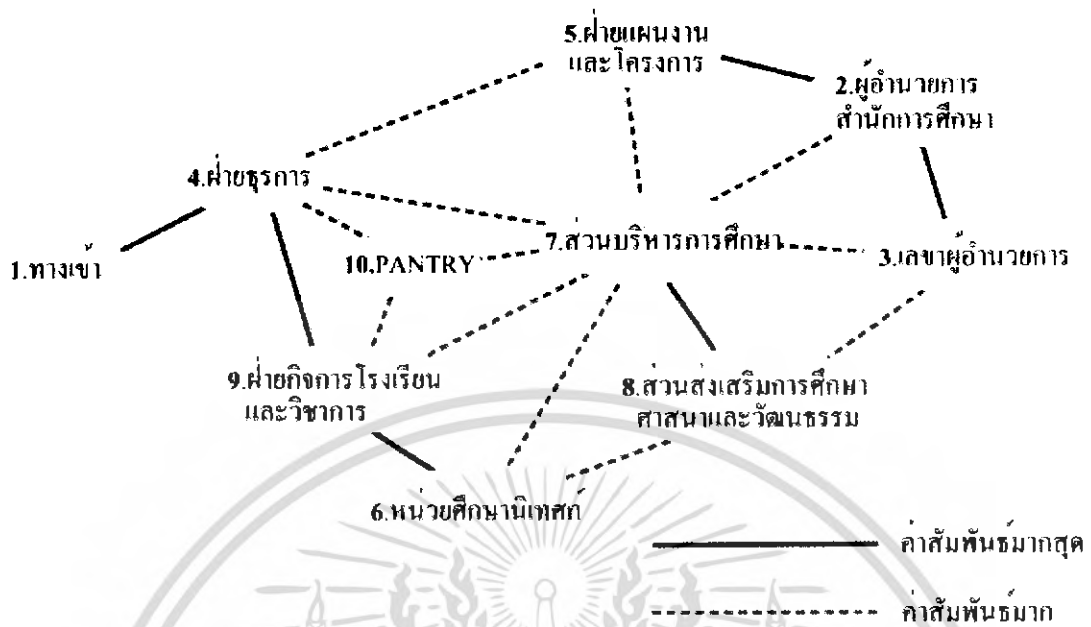 5.ฝ่ายแผนงาน
และโครงการ
2.ผู้อำนวยการ
สำนักการศึกษา
4.ฝ่ายธุรการ
7.ส่วนบริหารการศึกษา
1.ทางเข้า
10.PANTRY
3.เลขาผู้อำนวยการ
9.ฝ่ายกิจการโรงเรียน
และวิชาการ
8.ส่วนส่งเสริมการศึกษา
ศาสนาและวัฒนธรรม
6.หน่วยศึกษานิเทศก์
ค่าสัมพันธ์มากสุด
ค่าสัมพันธ์มาก